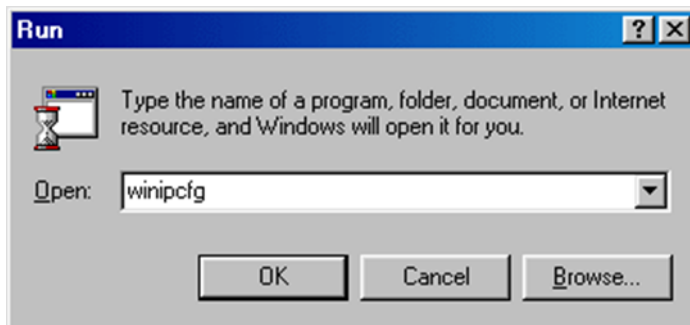 Run
Type the name of a program, folder, document, or Internet
resource, and Windows will open it for you.
Open: winipcfg
OK Cancel Browse...